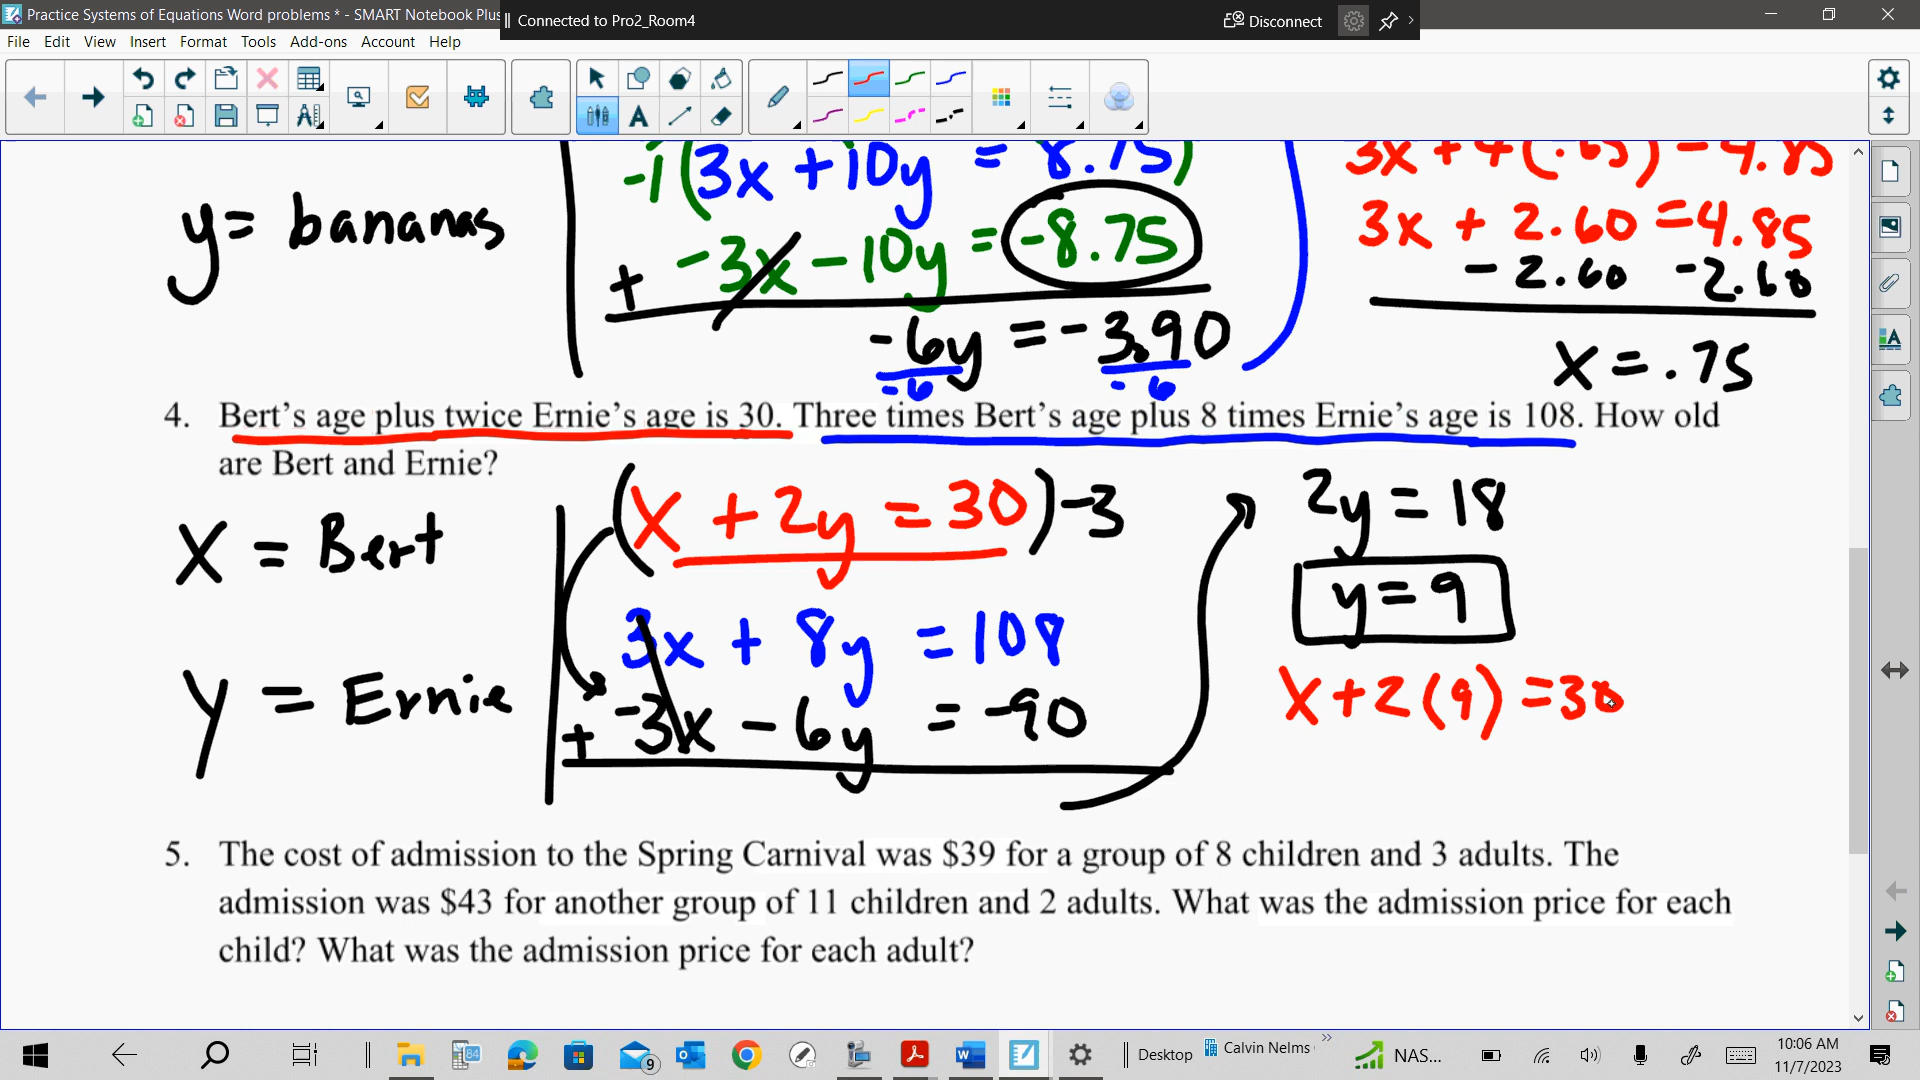 Practice Systems of Equations Word problems * - SMART Notebook Plus
Connected to Pro2_Room4
Disconnect
File Edit View Insert Format Tools Add-ons Account Help
-1(3x + 10y = 8.75)
3x + 4(.65) = 4.85
y = bananas
+ -3x - 10y = -8.75
3x + 2.60 = 4.85
- 2.60 -2.60
-6y = -3.90
-6 -6
x = .75
4. Bert's age plus twice Ernie's age is 30. Three times Bert's age plus 8 times Ernie's age is 108. How old
are Bert and Ernie?
X = Bert
(x + 2y = 30) -3
3x + 8y = 108
y = Ernie
+ -3x - 6y = -90
2y = 18
y = 9
x + 2(9) = 30
5. The cost of admission to the Spring Carnival was $39 for a group of 8 children and 3 adults. The
admission was $43 for another group of 11 children and 2 adults. What was the admission price for each
child? What was the admission price for each adult?
84
9
Desktop
Calvin Nelms
NAS...
10:06 AM
11/7/2023